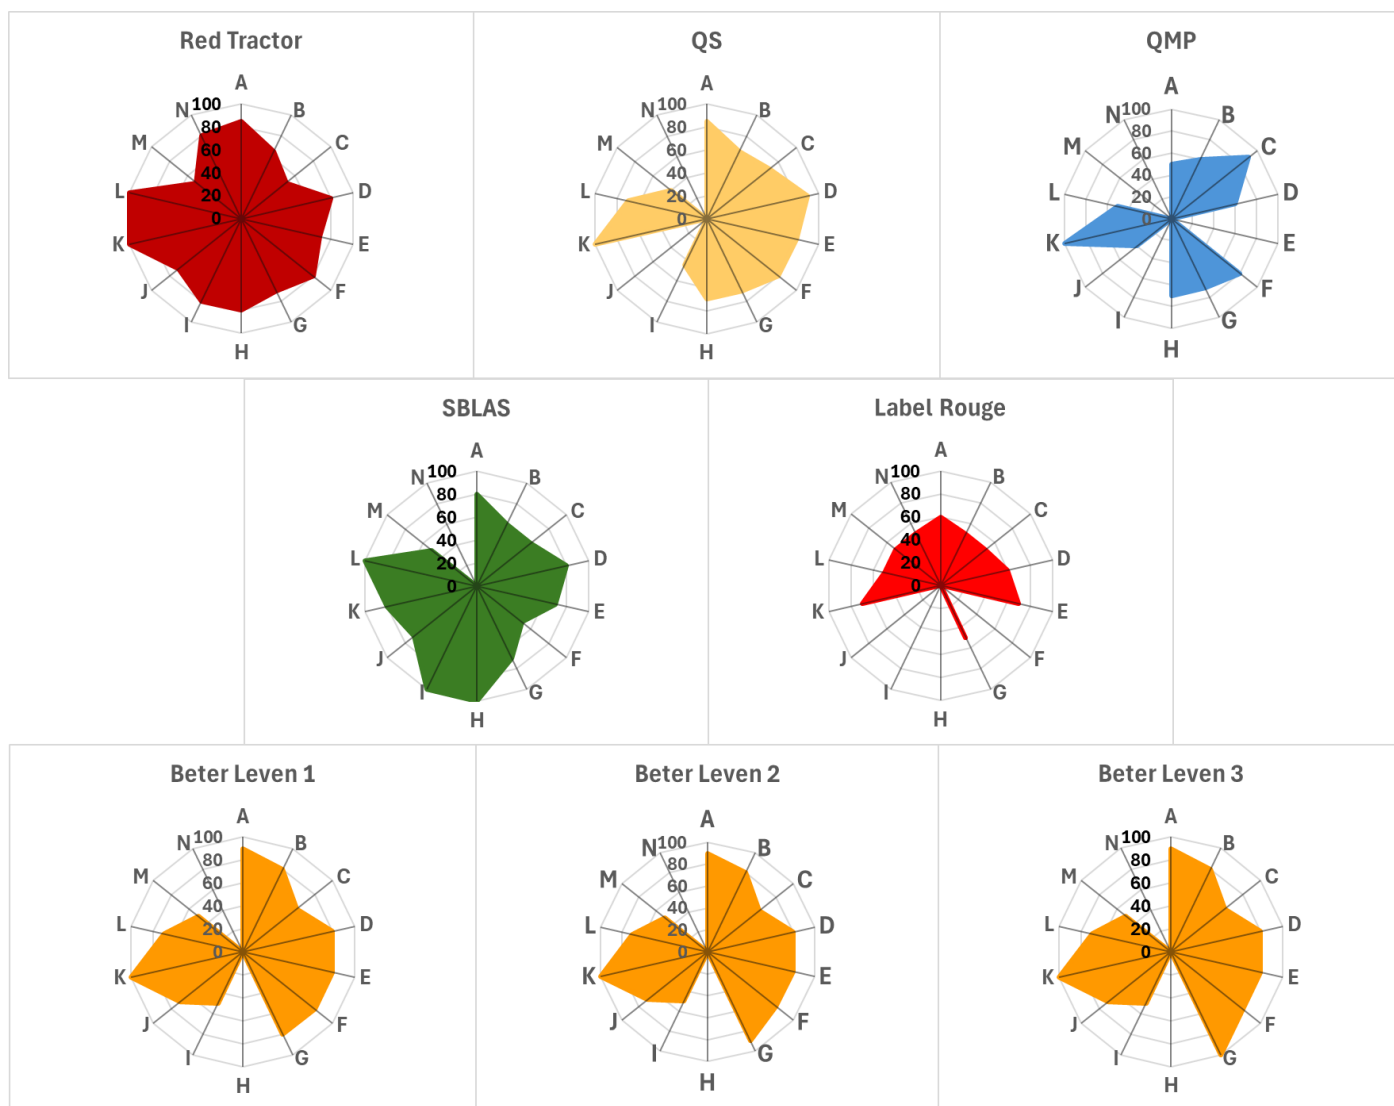 Red Tractor
A
B
C
D
E
F
G
H
I
J
K
L
M
N
100
80
60
40
20
0
QS
A
B
C
D
E
F
G
H
I
J
K
L
M
N
100
80
60
40
20
0
QMP
A
B
C
D
E
F
G
H
I
J
K
L
M
N
100
80
60
40
20
0
SBLAS
A
B
C
D
E
F
G
H
I
J
K
L
M
N
100
80
60
40
20
0
Label Rouge
A
B
C
D
E
F
G
H
I
J
K
L
M
N
100
80
60
40
20
0
Beter Leven 1
A
B
C
D
E
F
G
H
I
J
K
L
M
N
100
80
60
40
20
0
Beter Leven 2
A
B
C
D
E
F
G
H
I
J
K
L
M
N
100
80
60
40
20
0
Beter Leven 3
A
B
C
D
E
F
G
H
I
J
K
L
M
N
100
80
60
40
20
0